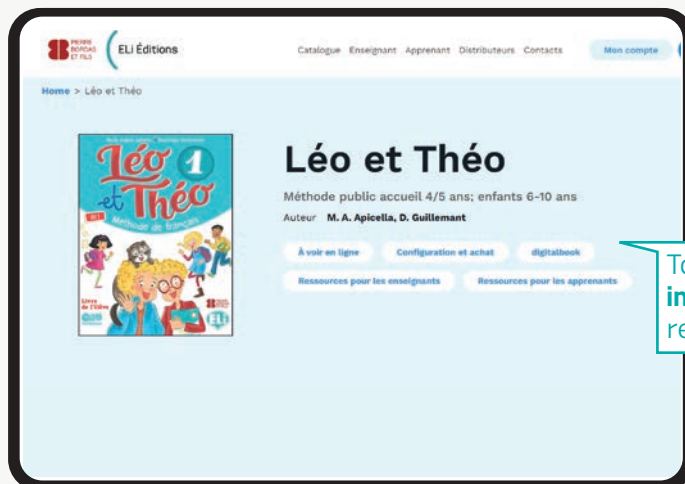 PIERRE
BORDAS
ET FILS
ELi Éditions
Catalogue Enseignant Apprenant Distributeurs Contacts Mon compte
Home > Léo et Théo
Léo 1
et Théo
Méthode de français
Livre
de l'Élève
ELi
Léo et Théo
Méthode public accueil 4/5 ans; enfants 6-10 ans
Auteur M. A. Apicella, D. Guillemant
À voir en ligne Configuration et achat digitalbook
Ressources pour les enseignants Ressources pour les apprenants